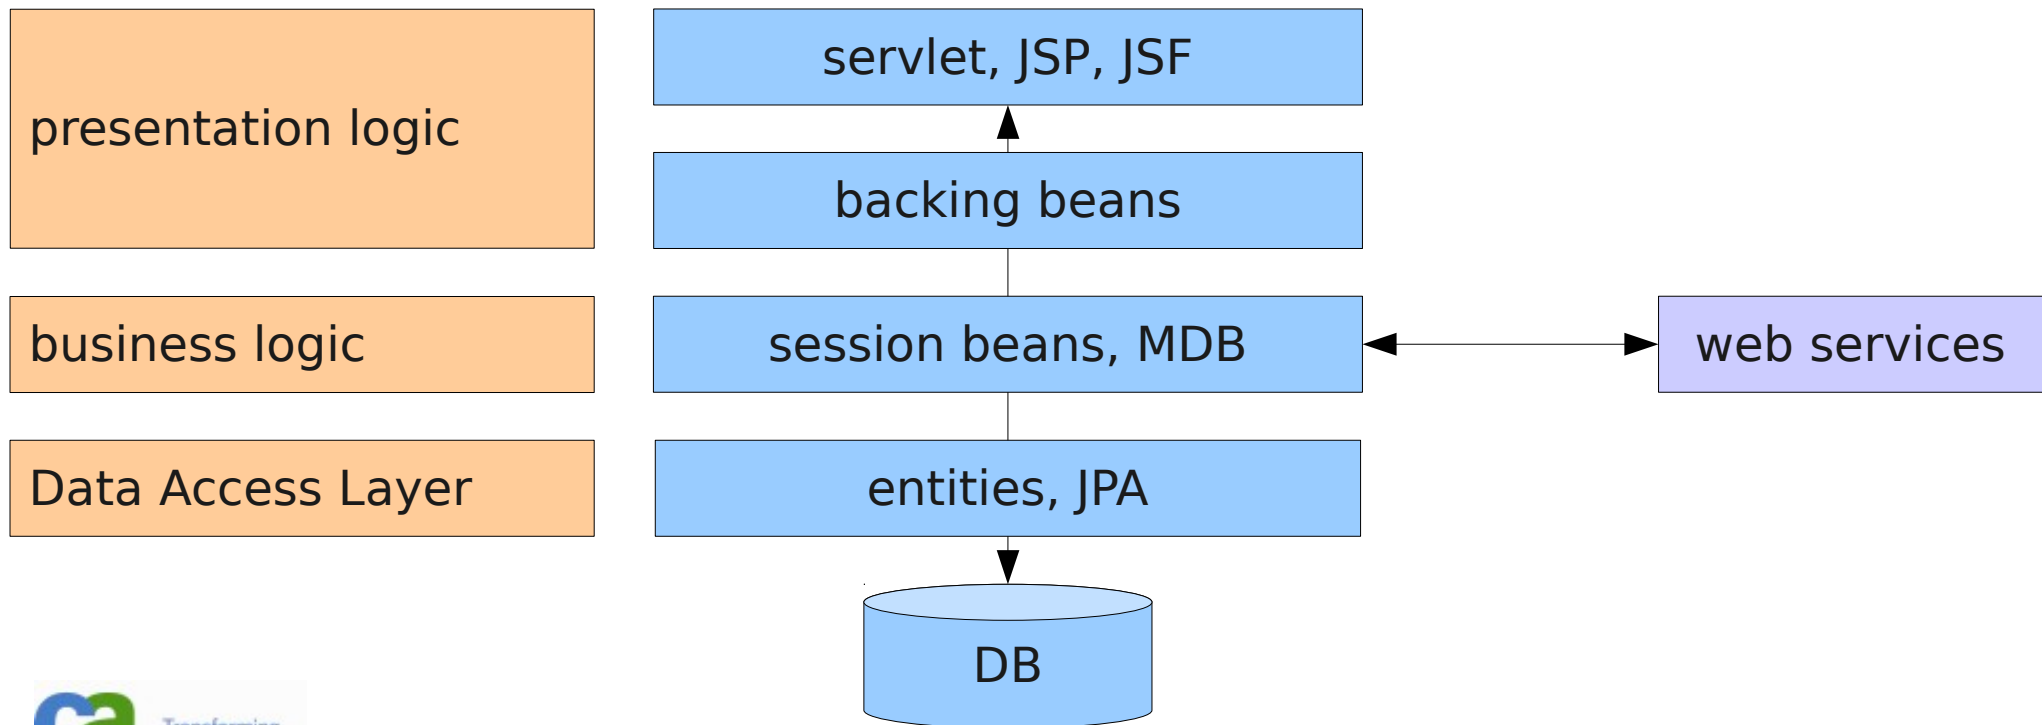 servlet, JSP, JSF
presentation logic
backing beans
business logic
session beans, MDB
web services
Data Access Layer
entities, JPA
DB
ca